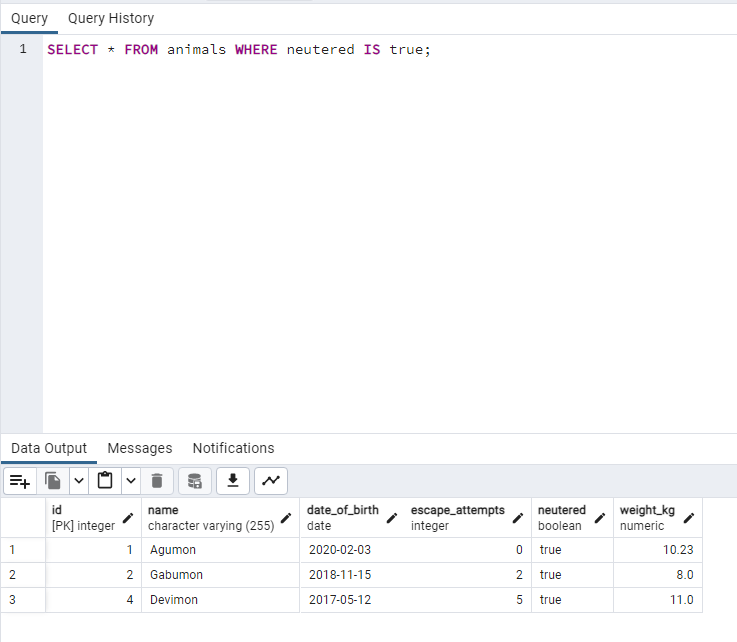 Query Query History
1 SELECT * FROM animals WHERE neutered IS true;
Data Output Messages Notifications
id name date_of_birth escape_attempts neutered weight_kg
[PK] integer character varying (255) date integer boolean numeric
1 1 Agumon 2020-02-03 0 true 10.23
2 2 Gabumon 2018-11-15 2 true 8.0
3 4 Devimon 2017-05-12 5 true 11.0